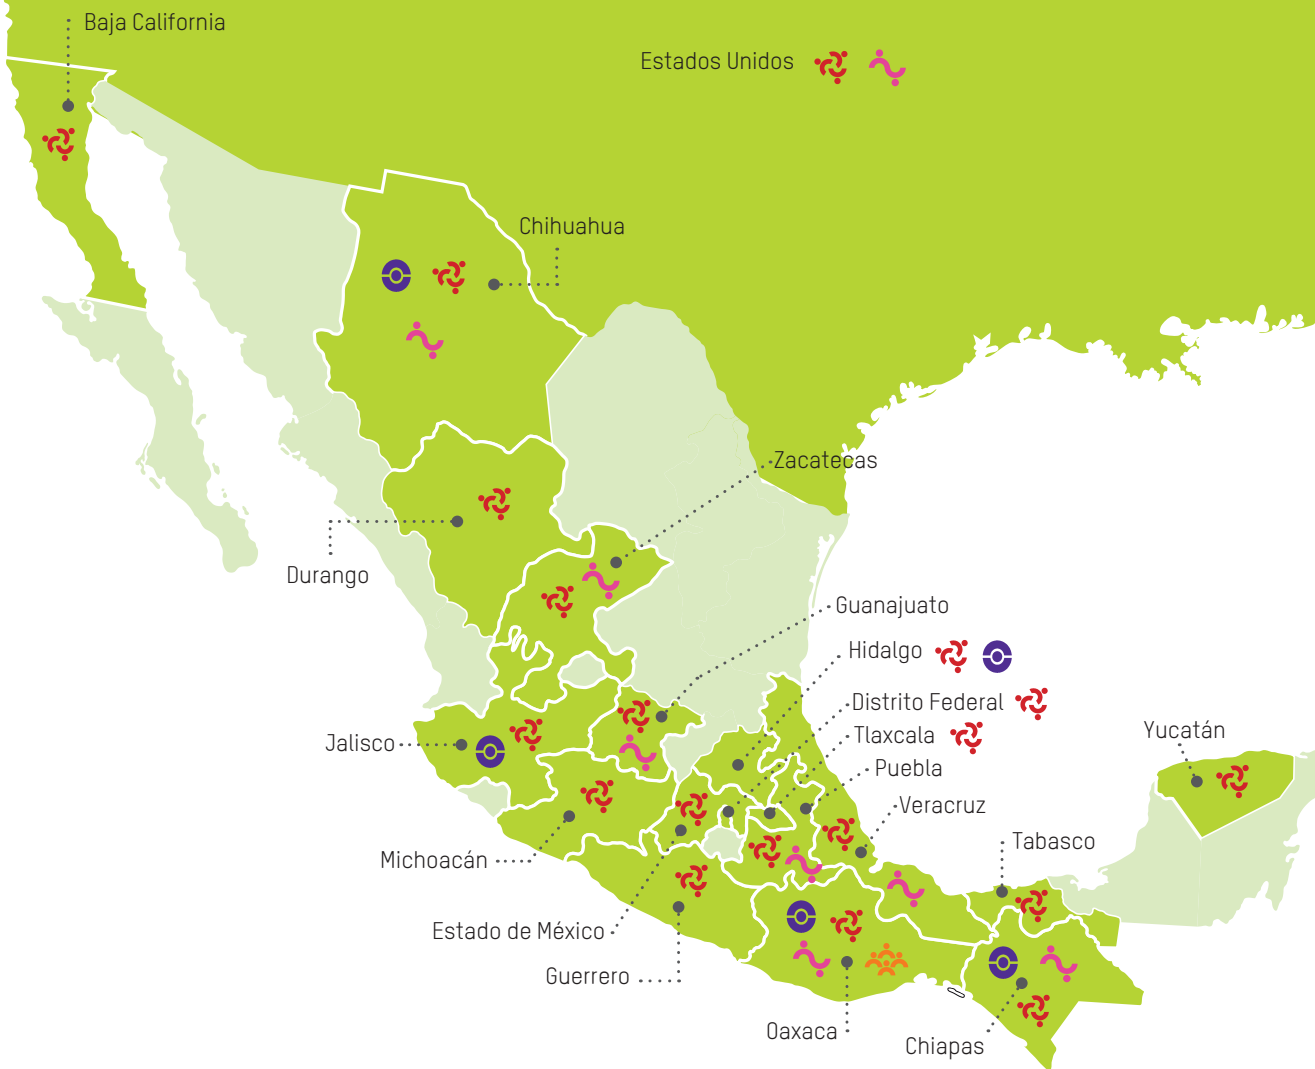 Baja California
Estados Unidos
Chihuahua
Zacatecas
Durango
Guanajuato
Hidalgo
Distrito Federal
Tlaxcala
Yucatán
Jalisco
Puebla
Veracruz
Tabasco
Michoacán
Estado de México
Guerrero
Oaxaca
Chiapas